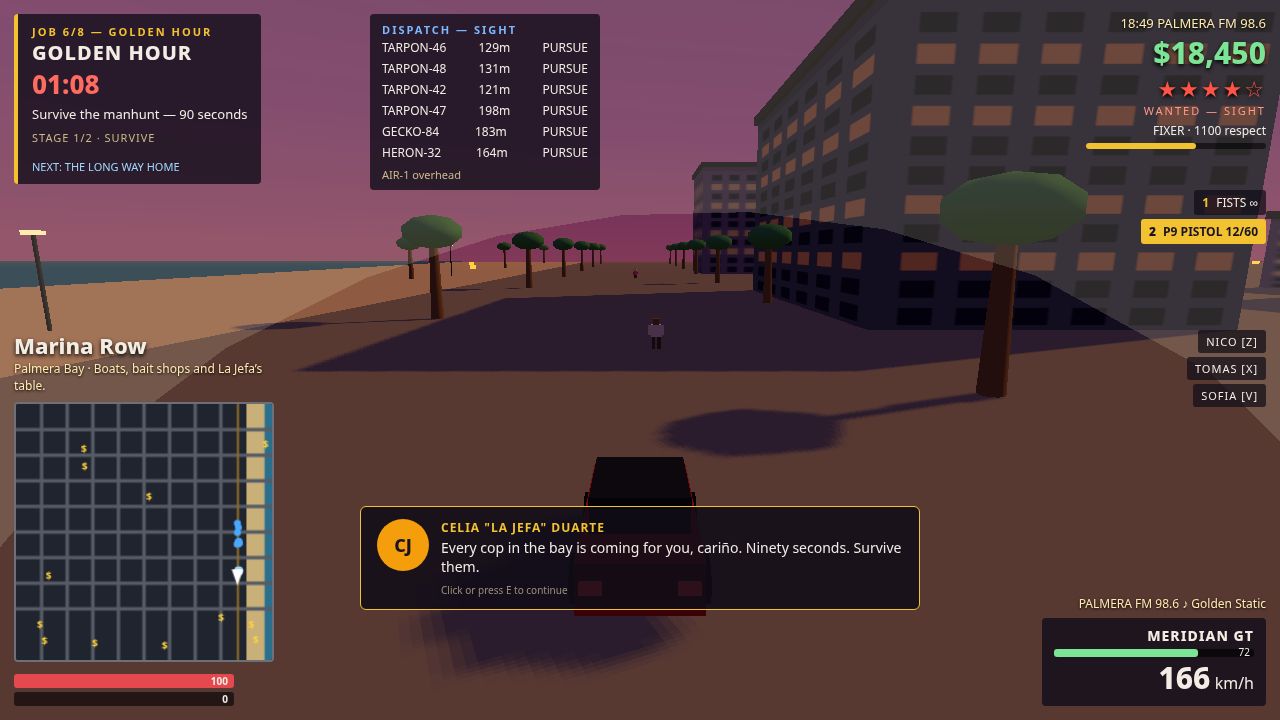 JOB 6/8 — GOLDEN HOUR
GOLDEN HOUR
01:08
Survive the manhunt — 90 seconds
STAGE 1/2 · SURVIVE
NEXT: THE LONG WAY HOME
DISPATCH — SIGHT
TARPON-46 129m PURSUE
TARPON-48 131m PURSUE
TARPON-42 121m PURSUE
TARPON-47 198m PURSUE
GECKO-84 183m PURSUE
HERON-32 164m PURSUE
AIR-1 overhead
18:49 PALMERA FM 98.6
$18,450
★★★★☆
WANTED — SIGHT
FIXER · 1100 respect
1 FISTS ∞
2 P9 PISTOL 12/60
NICO [Z]
TOMAS [X]
SOFIA [V]
Marina Row
Palmera Bay · Boats, bait shops and La Jefa's
table.
$
$
$
$
$
$
$
$
$
$
$
$
100
0
CJ
CELIA "LA JEFA" DUARTE
Every cop in the bay is coming for you, cariño. Ninety seconds. Survive
them.
Click or press E to continue
PALMERA FM 98.6 ♪ Golden Static
MERIDIAN GT
72
166 km/h